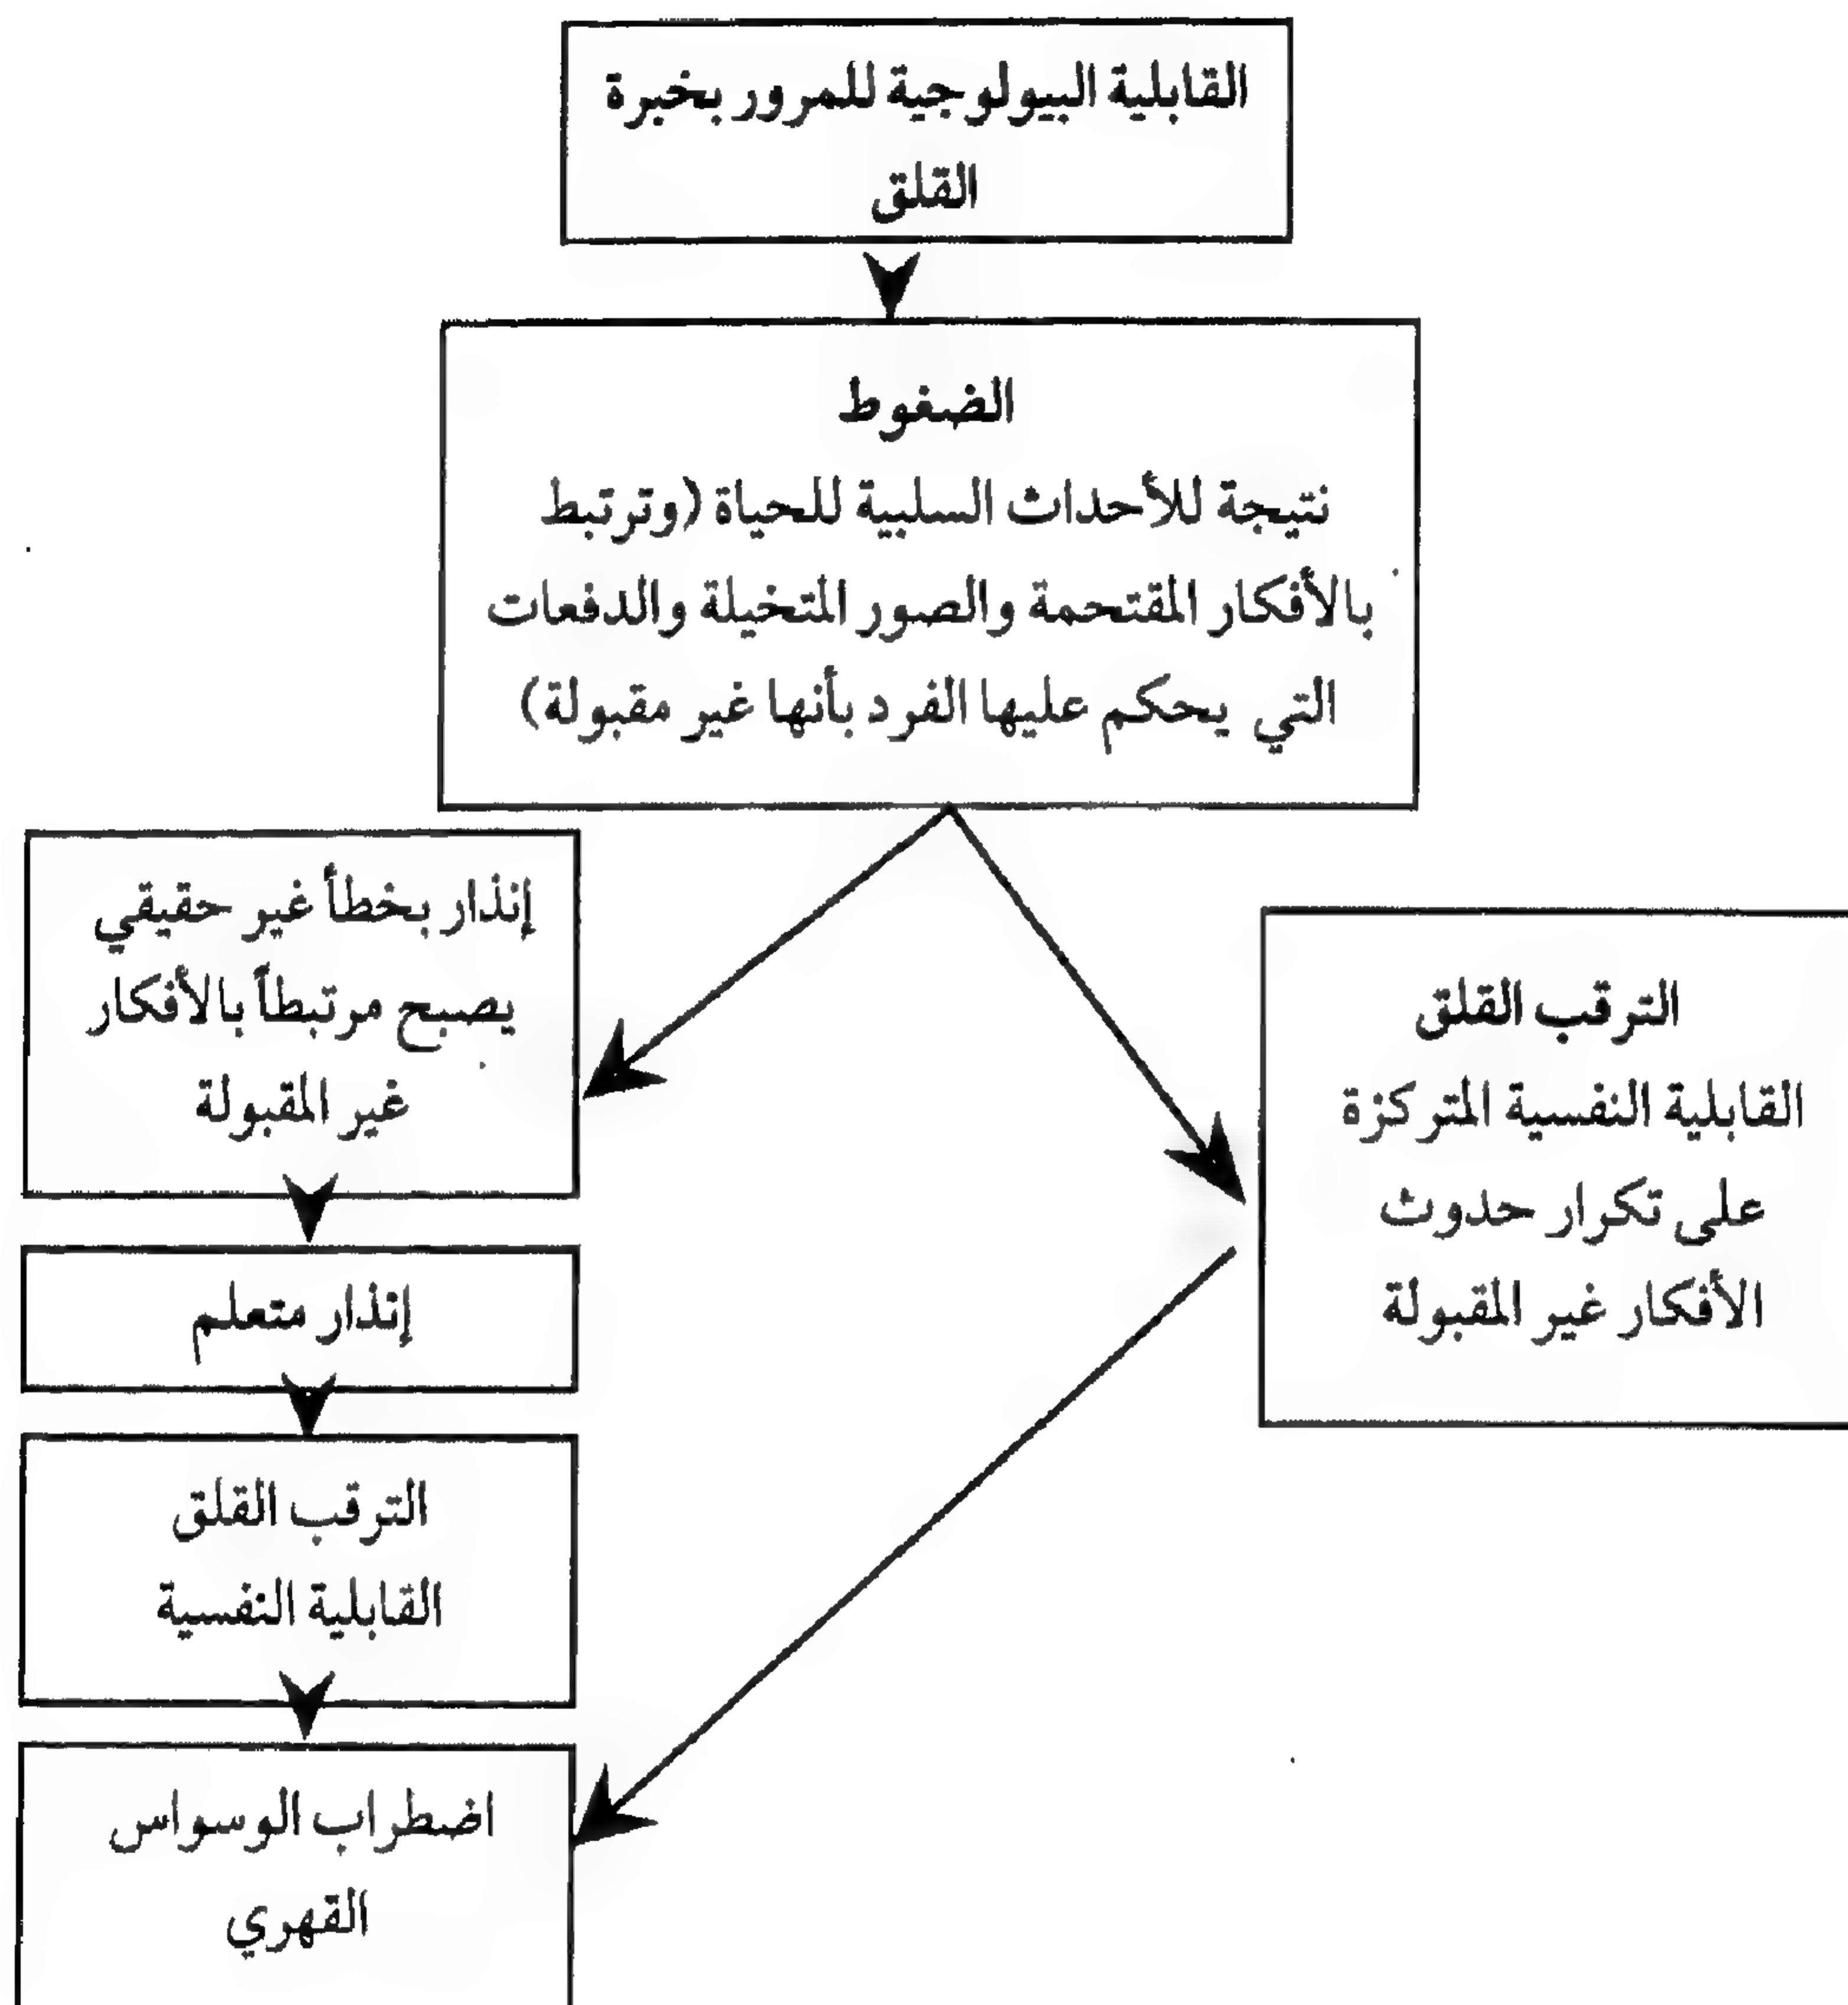 القابلية البيولوجية للمرور بخبرة
القلق
الضغوط
نتيجة للأحداث السلبية للحياة (وترتبط
بالأفكار المقتحمة والصور المتخيلة والدفعات
التي يحكم عليها الفرد بأنها غير مقبولة)
إنذار بخطأ غير حقيقي
يصبح مرتبطاً بالأفكار
غير المقبولة
الترقب القلق
القابلية النفسية المتركزة
على تكرار حدوث
الأفكار غير المقبولة
إنذار متعلم
الترقب القلق
القابلية النفسية
اضطراب الوسواس
القهري